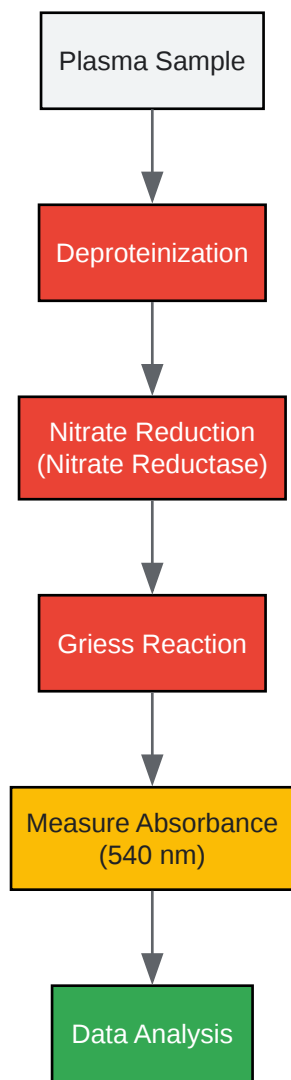 Plasma Sample
Deproteinization
Nitrate Reduction
(Nitrate Reductase)
Griess Reaction
Measure Absorbance
(540 nm)
Data Analysis